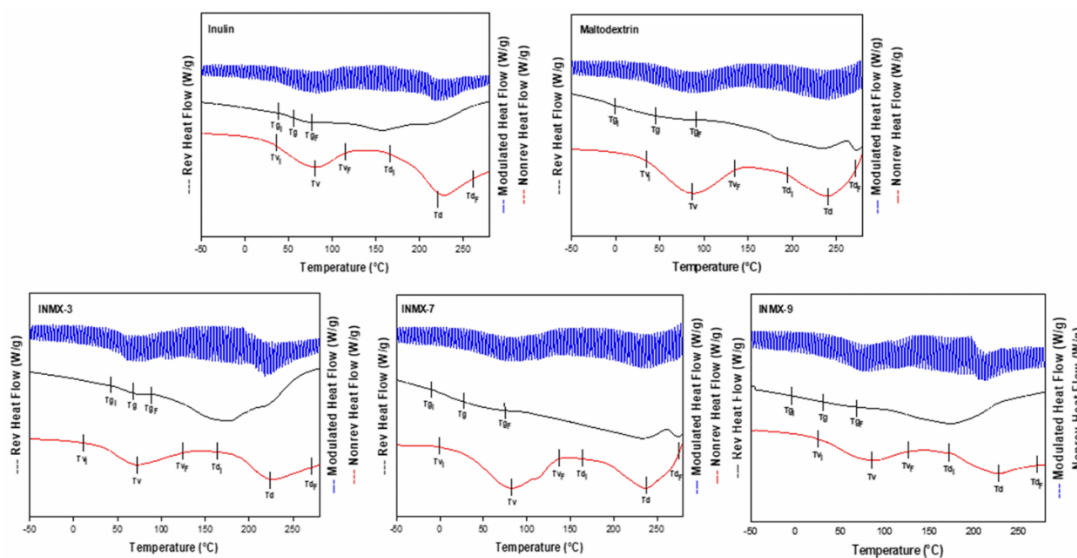 Inulin
--- Rev Heat Flow (W/g)
Tgi Tg TgF
Tvi Tv TvF Tdi Td TdF
-50 0 50 100 150 200 250
Temperature (°C)
--- Modulated Heat Flow (W/g)
--- Nonrev Heat Flow (W/g)
Maltodextrin
--- Rev Heat Flow (W/g)
Tgi Tg TgF
Tvi Tv TvF Tdi Td TdF
-50 0 50 100 150 200 250
Temperature (°C)
--- Modulated Heat Flow (W/g)
--- Nonrev Heat Flow (W/g)
INMX-3
--- Rev Heat Flow (W/g)
Tgi Tg TgF
Tvi Tv TvF Tdi Td TdF
-50 0 50 100 150 200 250
Temperature (°C)
--- Modulated Heat Flow (W/g)
--- Nonrev Heat Flow (W/g)
INMX-7
--- Rev Heat Flow (W/g)
Tgi Tg TgF
Tvi Tv TvF Tdi Td TdF
-50 0 50 100 150 200 250
Temperature (°C)
--- Modulated Heat Flow (W/g)
--- Nonrev Heat Flow (W/g)
INMX-9
--- Rev Heat Flow (W/g)
Tgi Tg TgF
Tvi Tv TvF Tdi Td TdF
-50 0 50 100 150 200 250
Temperature (°C)
--- Modulated Heat Flow (W/g)
Nonrev Heat Flow (W/g)